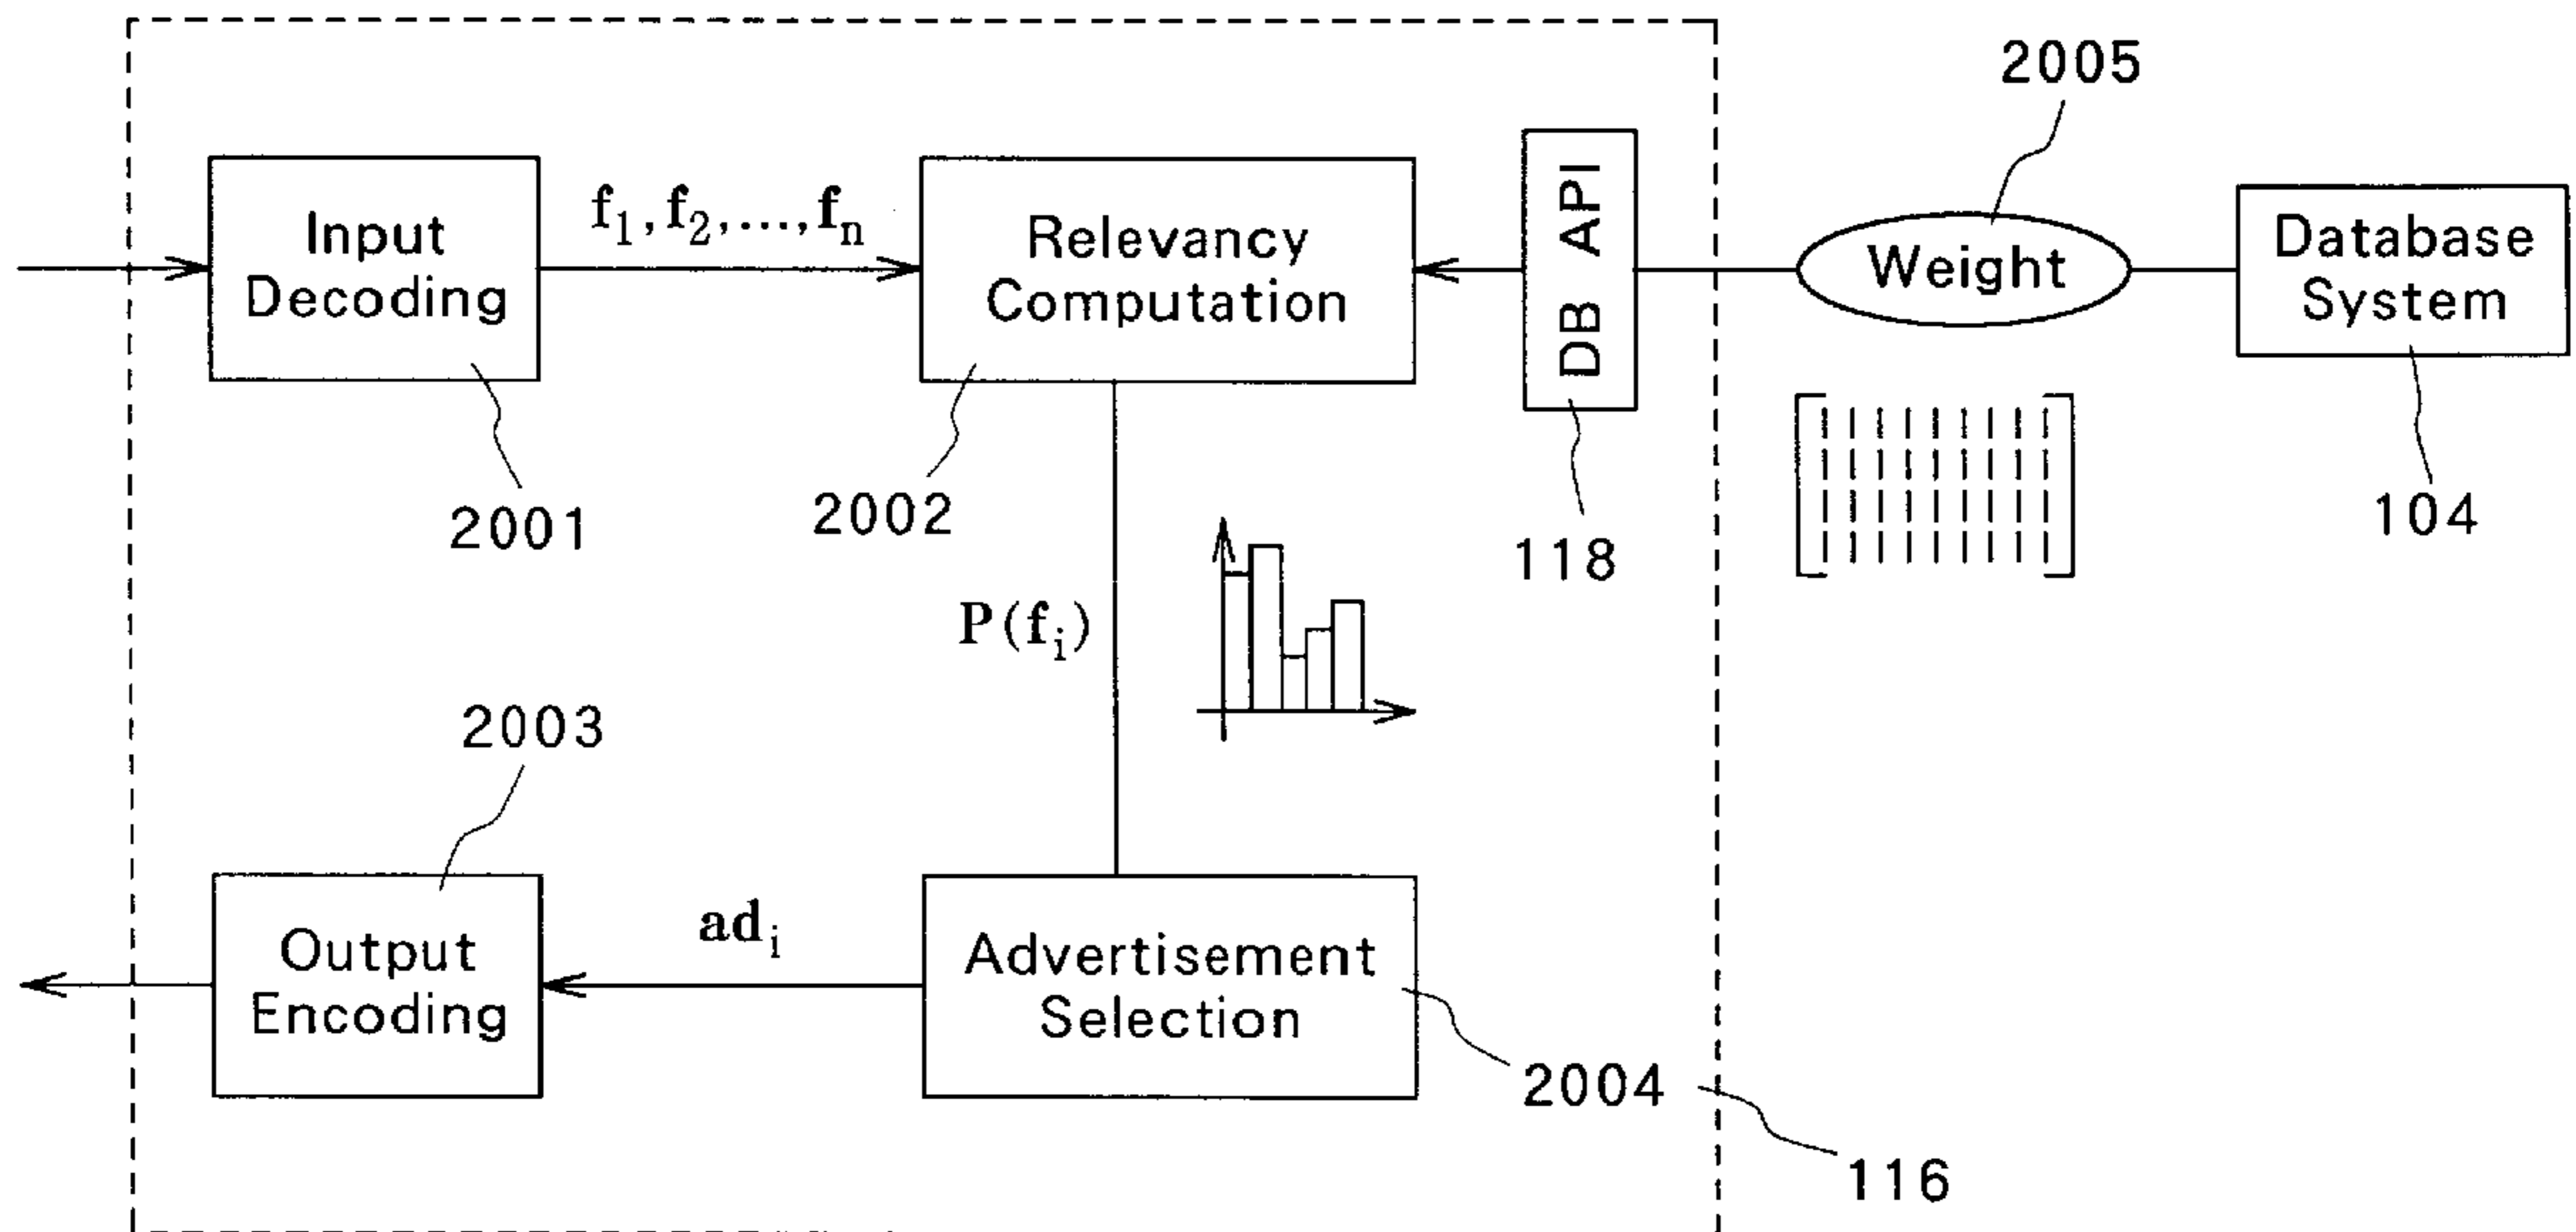 2005
Input
Decoding
f₁, f₂, ..., fₙ
Relevancy
Computation
DB API
Weight
Database
System
2001
2002
118
104
P(fᵢ)
2003
Output
Encoding
adᵢ
Advertisement
Selection
2004
116